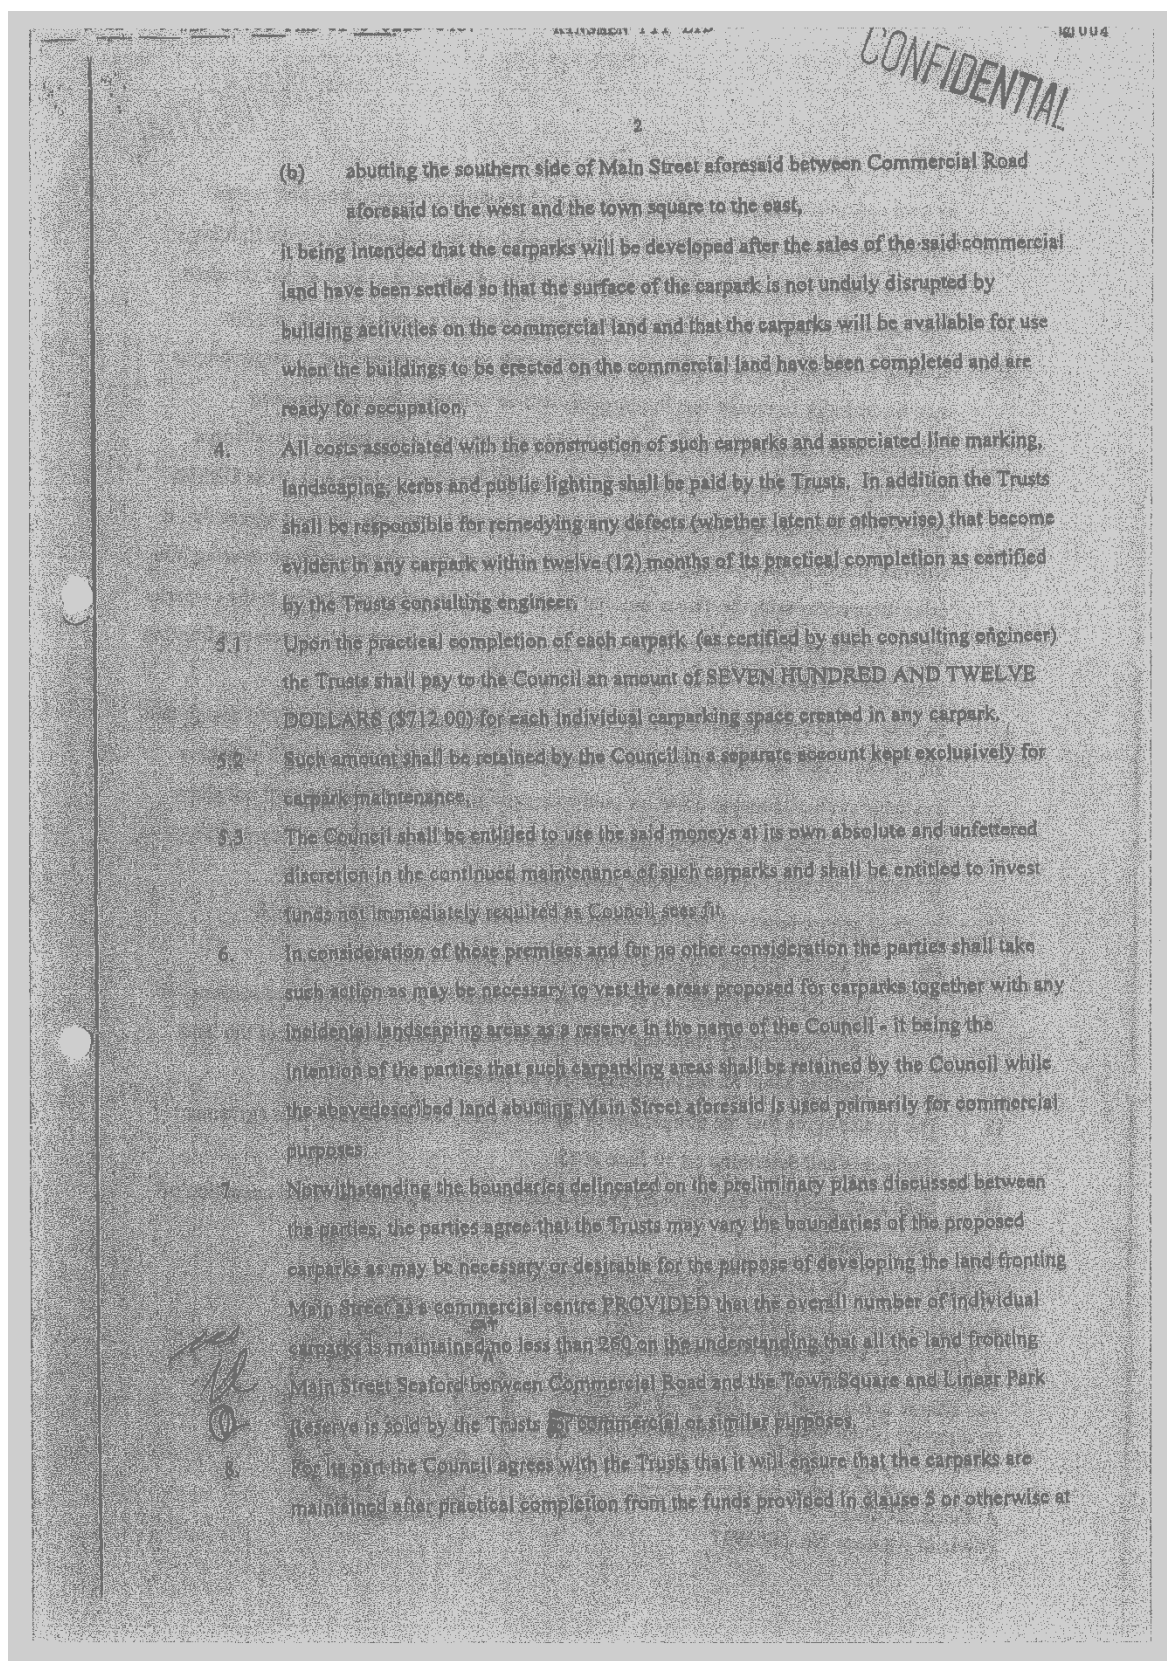 KINSMEN PTY LTD
004
CONFIDENTIAL
2
(b) abutting the southern side of Main Street aforesaid between Commercial Road
aforesaid to the west and the town square to the east,
it being intended that the carparks will be developed after the sales of the said commercial
land have been settled so that the surface of the carpark is not unduly disrupted by
building activities on the commercial land and that the carparks will be available for use
when the buildings to be erected on the commercial land have been completed and are
ready for occupation.
4. All costs associated with the construction of such carparks and associated line marking,
landscaping, kerbs and public lighting shall be paid by the Trusts. In addition the Trusts
shall be responsible for remedying any defects (whether latent or otherwise) that become
evident in any carpark within twelve (12) months of its practical completion as certified
by the Trusts consulting engineer.
5.1 Upon the practical completion of each carpark (as certified by such consulting engineer)
the Trusts shall pay to the Council an amount of SEVEN HUNDRED AND TWELVE
DOLLARS ($712.00) for each individual carparking space created in any carpark.
5.2 Such amount shall be retained by the Council in a separate account kept exclusively for
carpark maintenance.
5.3 The Council shall be entitled to use the said moneys at its own absolute and unfettered
discretion in the continued maintenance of such carparks and shall be entitled to invest
funds not immediately required as Council sees fit.
6. In consideration of these premises and for no other consideration the parties shall take
such action as may be necessary to vest the areas proposed for carparks together with any
incidental landscaping areas as a reserve in the name of the Council - it being the
intention of the parties that such carparking areas shall be retained by the Council while
the abovedescribed land abutting Main Street aforesaid is used primarily for commercial
purposes.
7. Notwithstanding the boundaries delineated on the preliminary plans discussed between
the parties, the parties agree that the Trusts may vary the boundaries of the proposed
carparks as may be necessary or desirable for the purpose of developing the land fronting
Main Street as a commercial centre PROVIDED that the overall number of individual
at
carparks is maintained no less than 260 on the understanding that all the land fronting
Main Street Seaford between Commercial Road and the Town Square and Linear Park
Reserve is sold by the Trusts for commercial or similar purposes.
8. For its part the Council agrees with the Trusts that it will ensure that the carparks are
maintained after practical completion from the funds provided in clause 5 or otherwise at